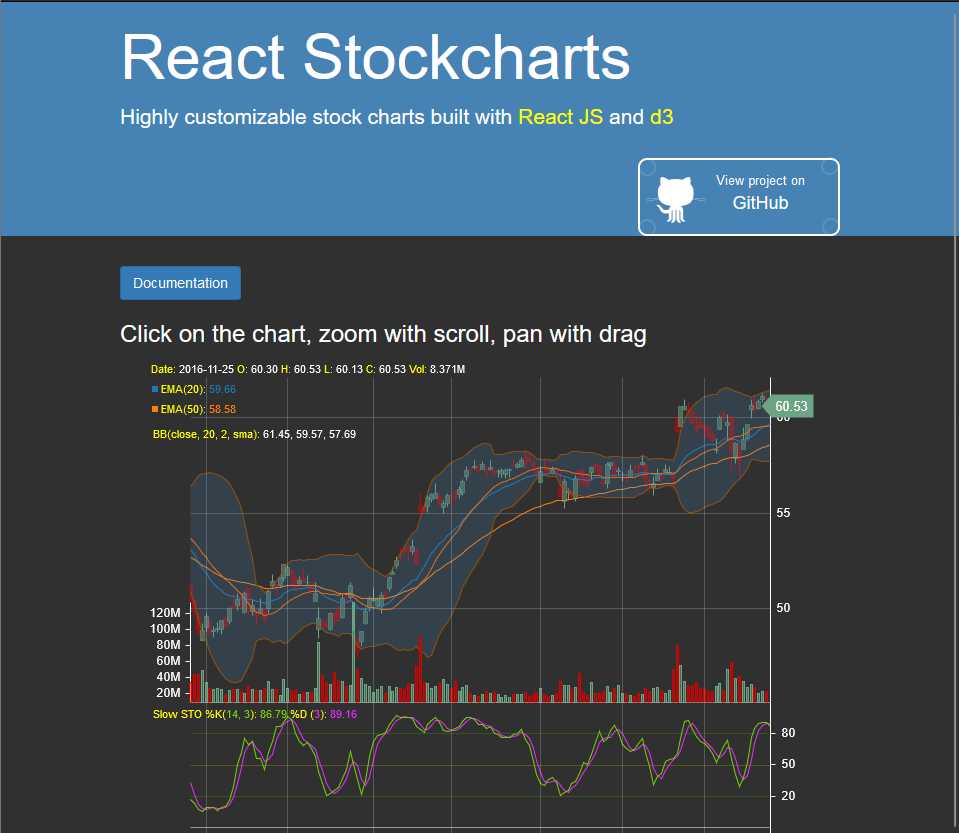 React Stockcharts
Highly customizable stock charts built with React JS and d3
View project on
GitHub
Documentation
Click on the chart, zoom with scroll, pan with drag
Date: 2016-11-25 O: 60.30 H: 60.53 L: 60.13 C: 60.53 Vol: 8.371M
EMA(20): 59.66
EMA(50): 58.58
60.53
60
BB(close, 20, 2, sma): 61.45, 59.57, 57.69
55
50
120M
100M
80M
60M
40M
20M
Slow STO %K(14, 3): 86.79 %D (3): 89.16
80
50
20